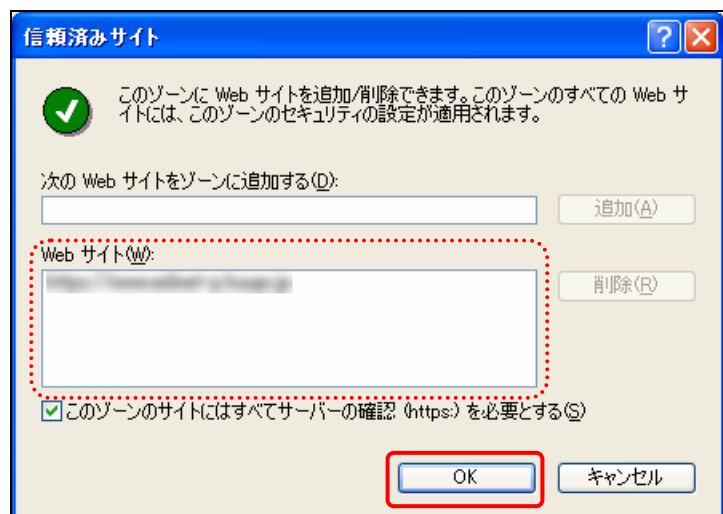 信頼済みサイト
このゾーンに Web サイトを追加/削除できます。このゾーンのすべての Web サ
イトには、このゾーンのセキュリティの設定が適用されます。
次の Web サイトをゾーンに追加する(D):
追加(A)
Web サイト(W):
削除(R)
このゾーンのサイトにはすべてサーバーの確認 (https:) を必要とする(S)
OK
キャンセル